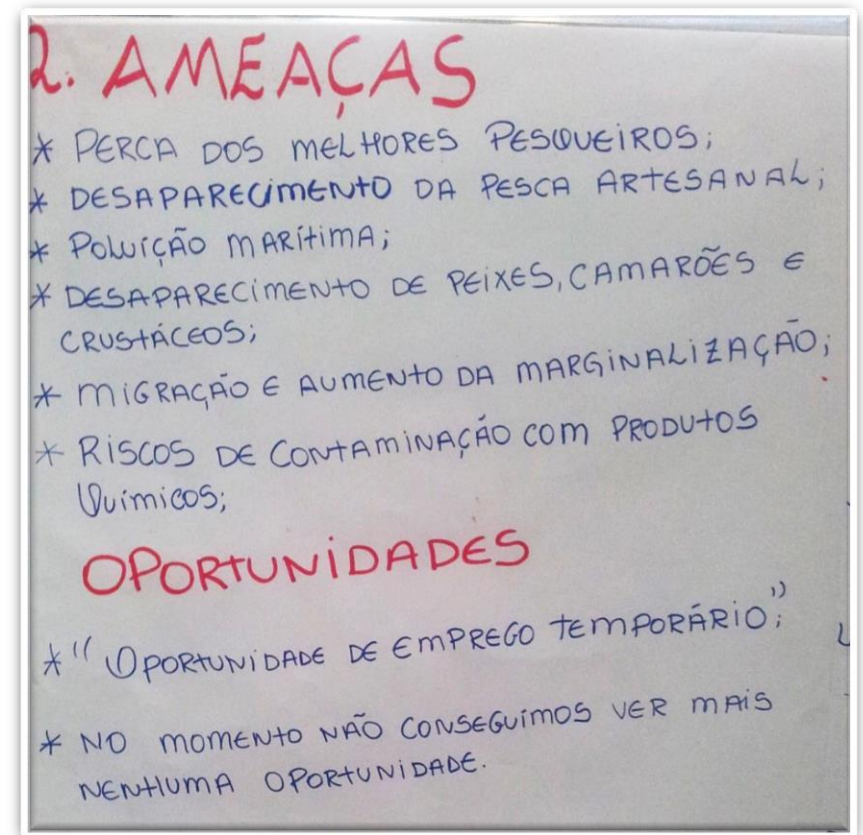 2. AMEAÇAS
* PERCA DOS MELHORES PESQUEIROS;
* DESAPARECIMENTO DA PESCA ARTESANAL;
* POLUIÇÃO MARÍTIMA;
* DESAPARECIMENTO DE PEIXES, CAMARÕES E
CRUSTÁCEOS;
* MIGRAÇÃO E AUMENTO DA MARGINALIZAÇÃO;
* RISCOS DE CONTAMINAÇÃO COM PRODUTOS
QUÍMICOS;
OPORTUNIDADES
* "OPORTUNIDADE DE EMPREGO TEMPORÁRIO";
* NO MOMENTO NÃO CONSEGUIMOS VER MAIS
NENHUMA OPORTUNIDADE.